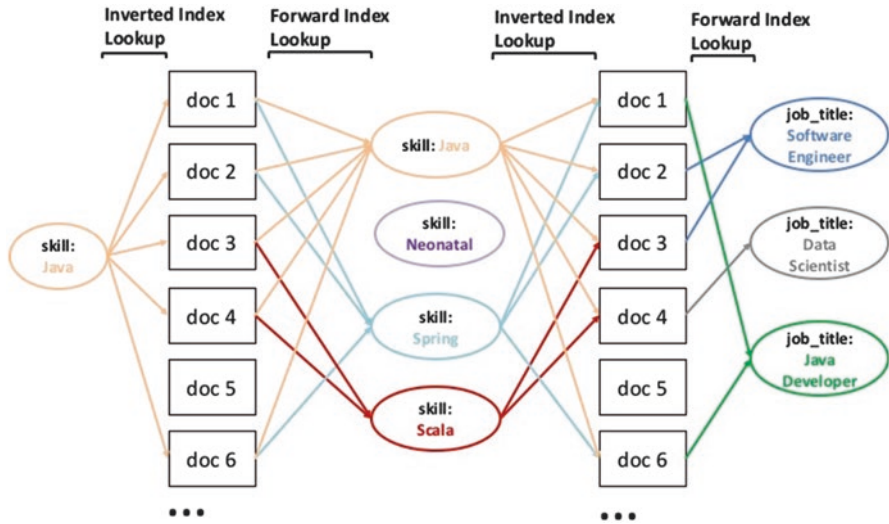 Inverted Index
Lookup
Forward Index
Lookup
Inverted Index
Lookup
Forward Index
Lookup
skill:
Java
doc 1
doc 2
doc 3
doc 4
doc 5
doc 6
...
skill: Java
skill:
Neonatal
skill:
Spring
skill:
Scala
doc 1
doc 2
doc 3
doc 4
doc 5
doc 6
...
job_title:
Software
Engineer
job_title:
Data
Scientist
job_title:
Java
Developer